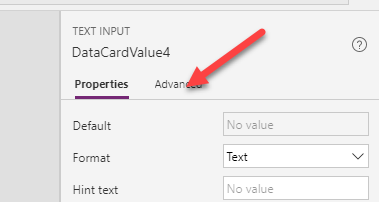 TEXT INPUT
DataCardValue4
Properties Advanced
Default No value
Format Text
Hint text No value